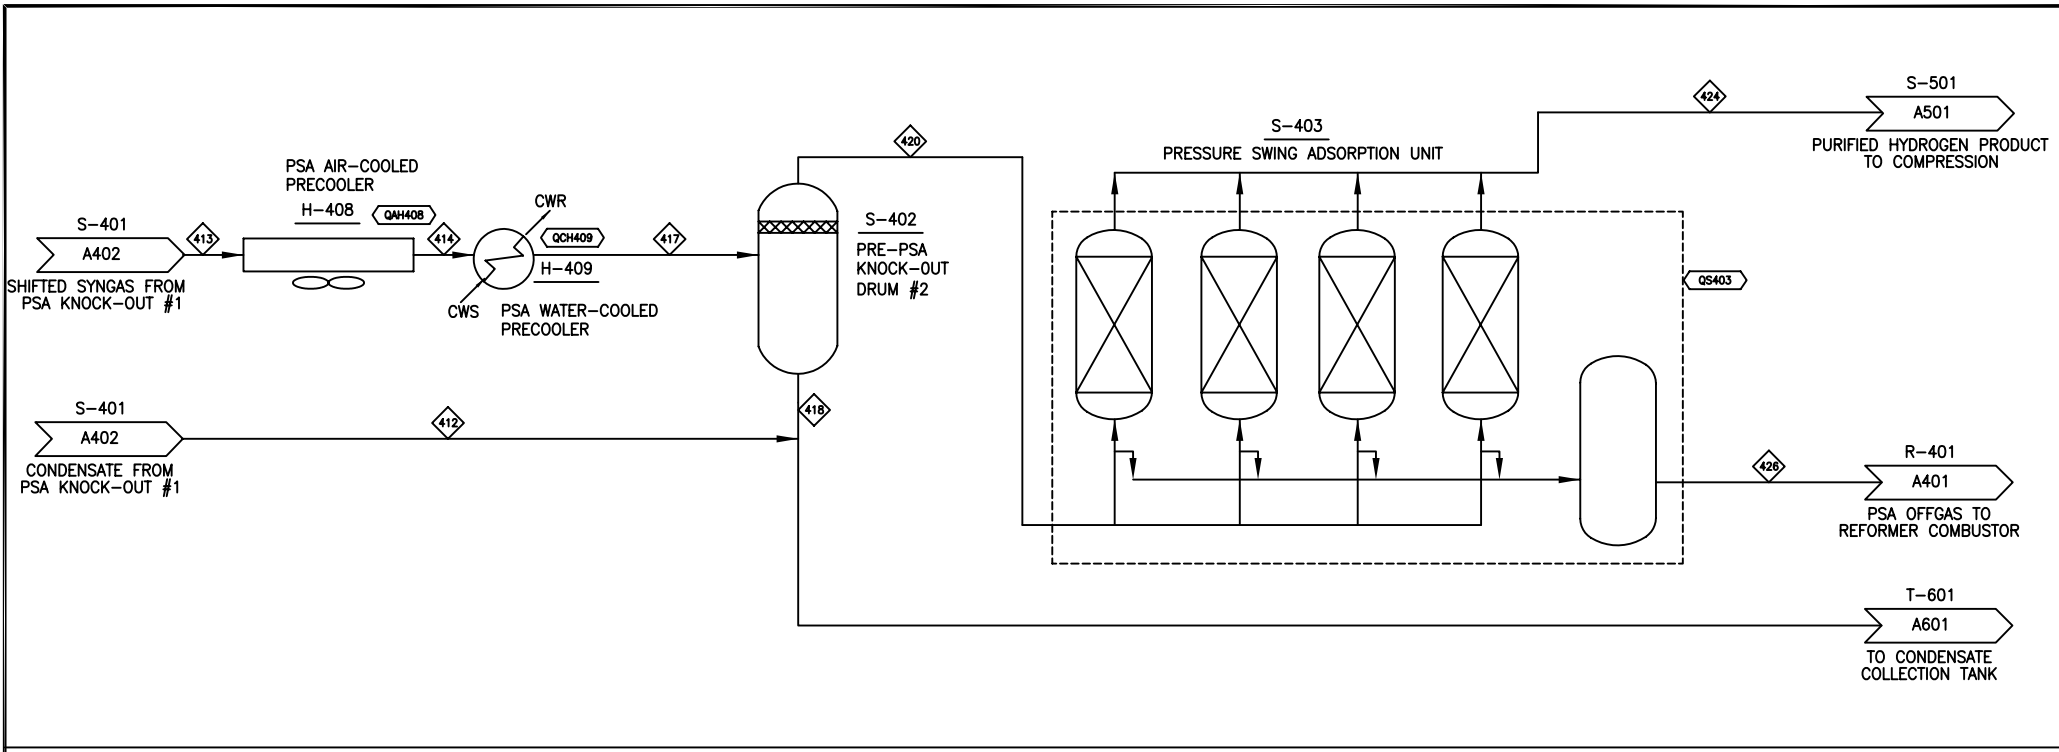 S-501
424
A501
PURIFIED HYDROGEN PRODUCT
TO COMPRESSION
S-403
PRESSURE SWING ADSORPTION UNIT
420
PSA AIR-COOLED
PRECOOLER
H-408
QAH408
S-401
413
A402
SHIFTED SYNGAS FROM
PSA KNOCK-OUT #1
414
CWR
QCH409
417
H-409
CWS
PSA WATER-COOLED
PRECOOLER
S-402
PRE-PSA
KNOCK-OUT
DRUM #2
QS403
S-401
A402
CONDENSATE FROM
PSA KNOCK-OUT #1
412
418
R-401
426
A401
PSA OFFGAS TO
REFORMER COMBUSTOR
T-601
A601
TO CONDENSATE
COLLECTION TANK